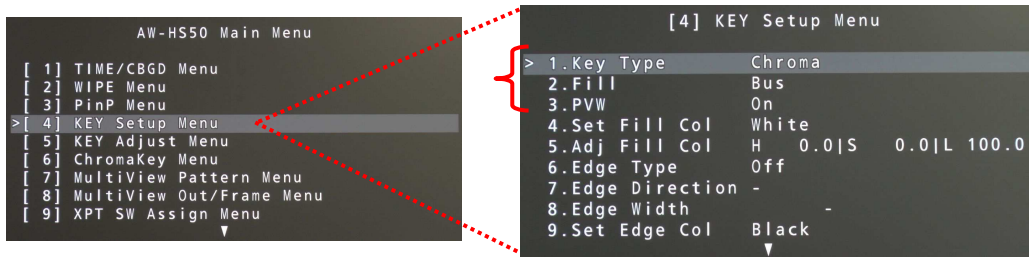 AW-HS50 Main Menu
[ 1] TIME/CBGD Menu
[ 2] WIPE Menu
[ 3] PinP Menu
>[ 4] KEY Setup Menu
[ 5] KEY Adjust Menu
[ 6] ChromaKey Menu
[ 7] MultiView Pattern Menu
[ 8] MultiView Out/Frame Menu
[ 9] XPT SW Assign Menu
[4] KEY Setup Menu
> 1.Key Type Chroma
2.Fill Bus
3.PVW On
4.Set Fill Col White
5.Adj Fill Col H 0.0|S 0.0|L 100.0
6.Edge Type Off
7.Edge Direction -
8.Edge Width -
9.Set Edge Col Black